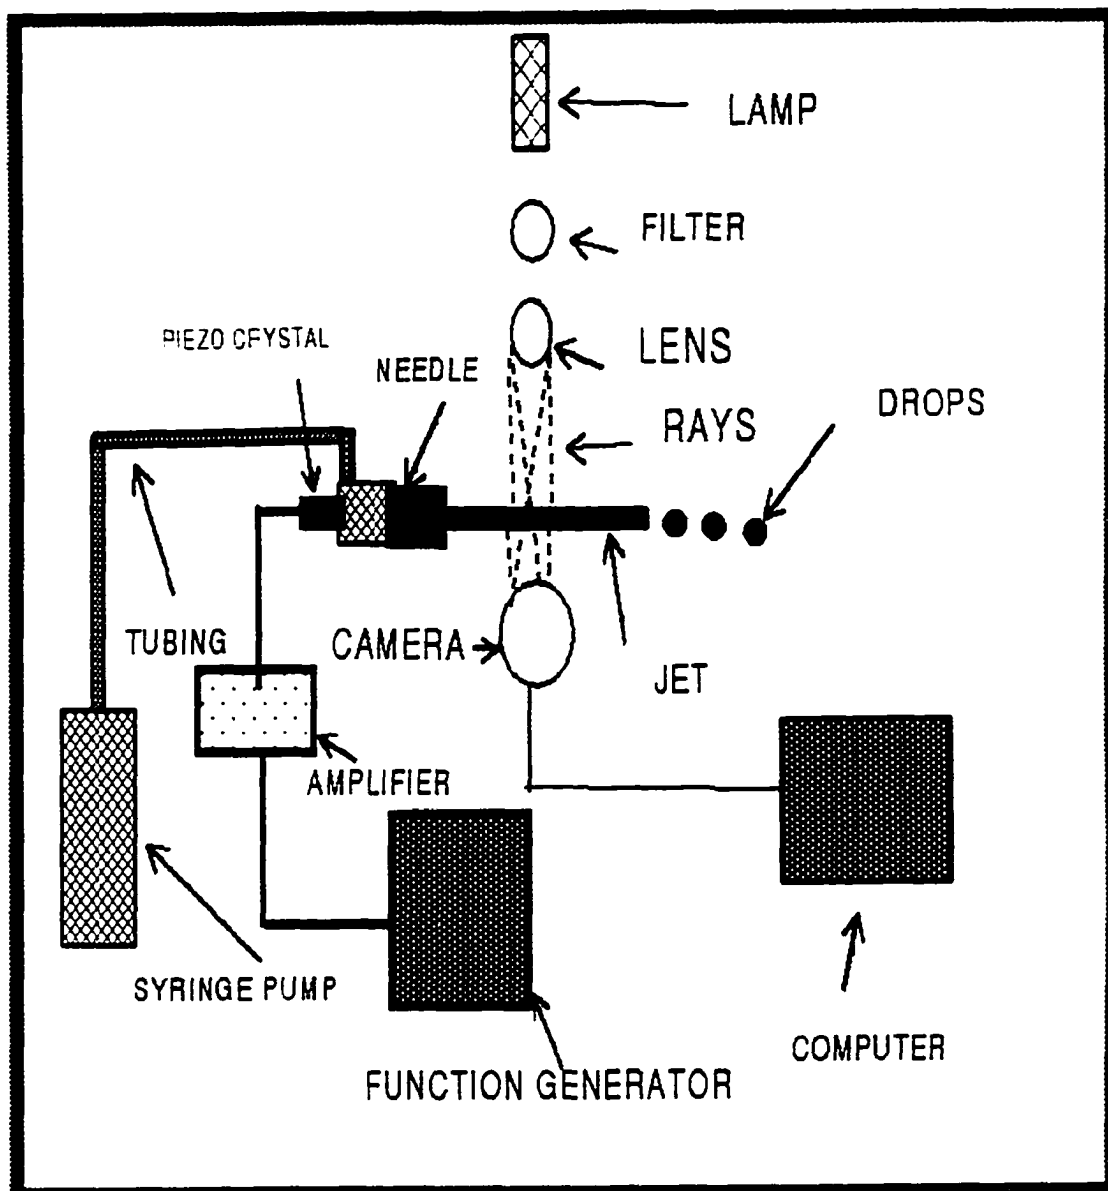 LAMP
FILTER
LENS
PIEZO CRYSTAL
NEEDLE
DROPS
RAYS
TUBING
CAMERA
JET
AMPLIFIER
SYRINGE PUMP
COMPUTER
FUNCTION GENERATOR